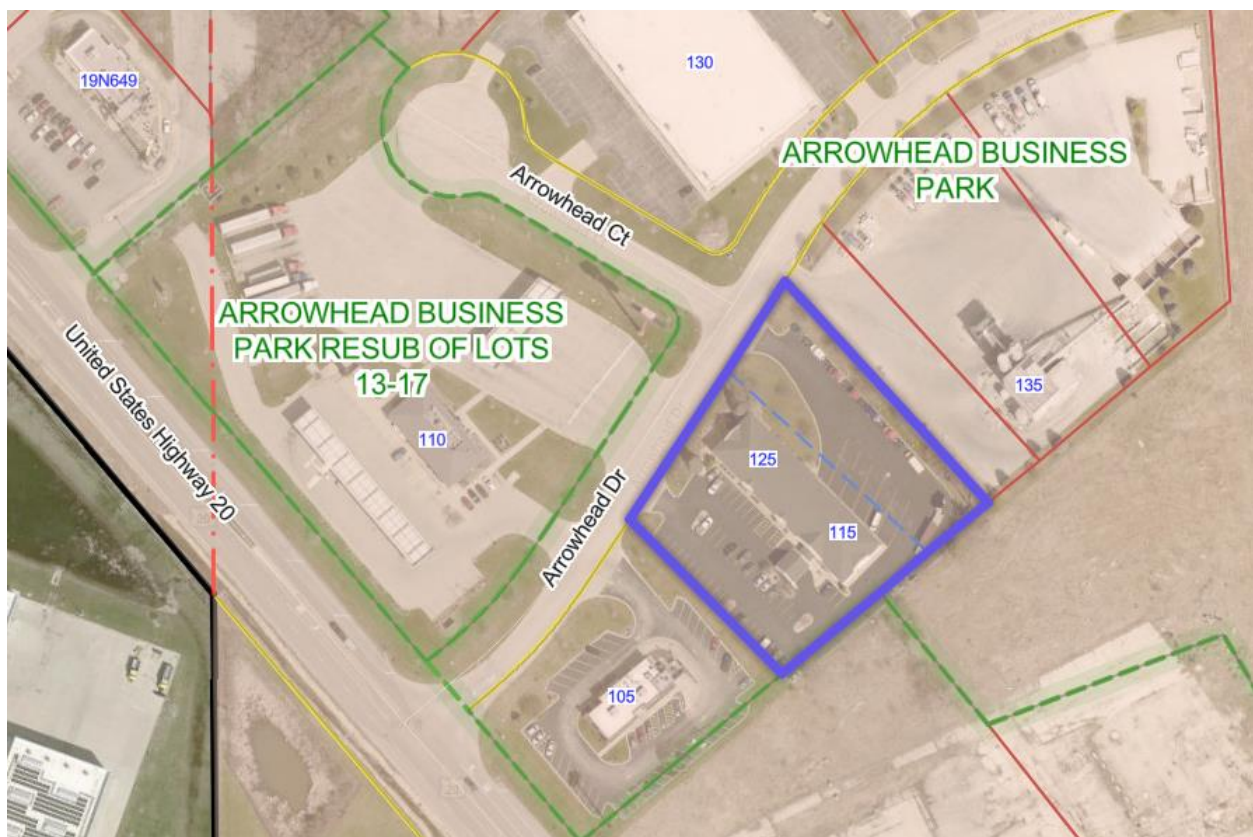 19N649
130
ARROWHEAD BUSINESS
PARK
Arrowhead Ct
ARROWHEAD BUSINESS
PARK RESUB OF LOTS
13-17
United States Highway 20
135
110
125
Arrowhead Dr
115
105